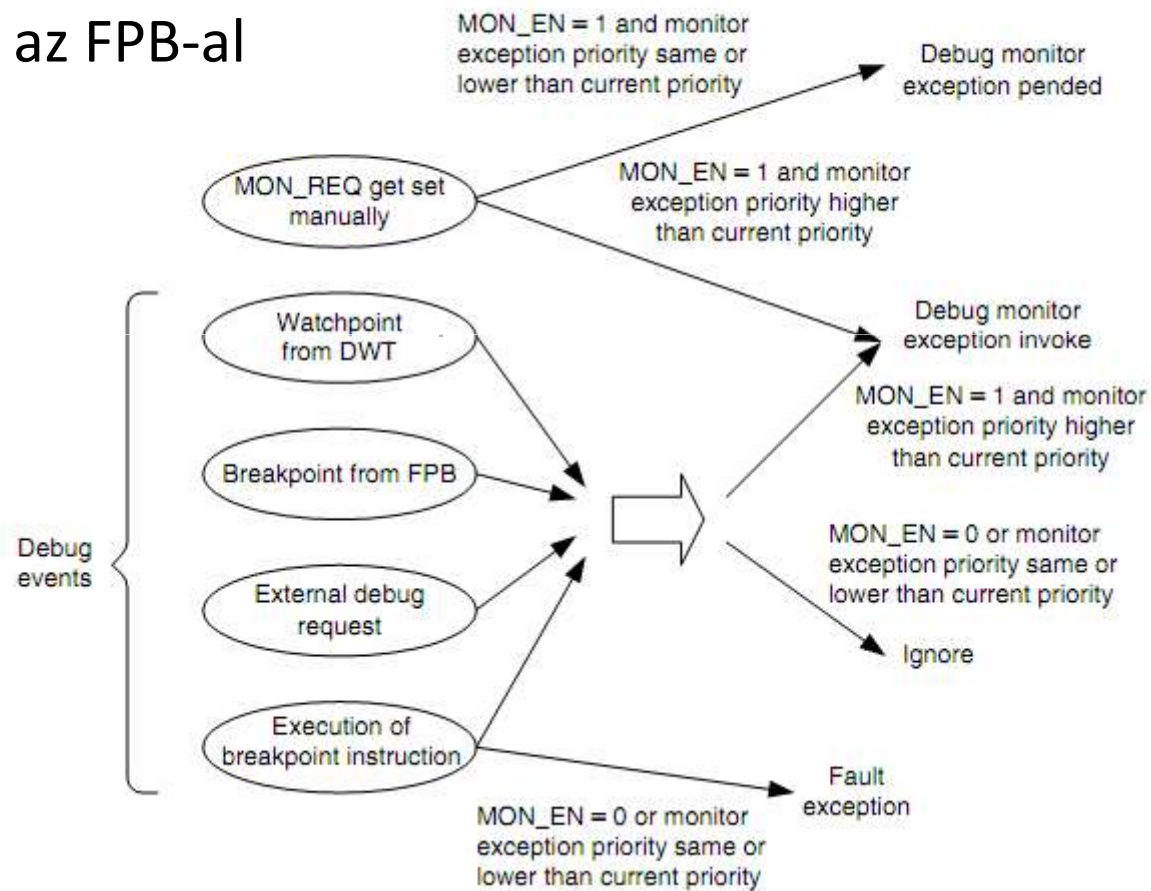 az FPB-al
MON_EN = 1 and monitor
exception priority same or
lower than current priority
Debug monitor
exception pended
MON_REQ get set
manually
MON_EN = 1 and monitor
exception priority higher
than current priority
Watchpoint
from DWT
Debug monitor
exception invoke
MON_EN = 1 and monitor
exception priority higher
than current priority
Breakpoint from FPB
Debug
events
MON_EN = 0 or monitor
exception priority same or
lower than current priority
External debug
request
Ignore
Execution of
breakpoint instruction
Fault
exception
MON_EN = 0 or monitor
exception priority same or
lower than current priority